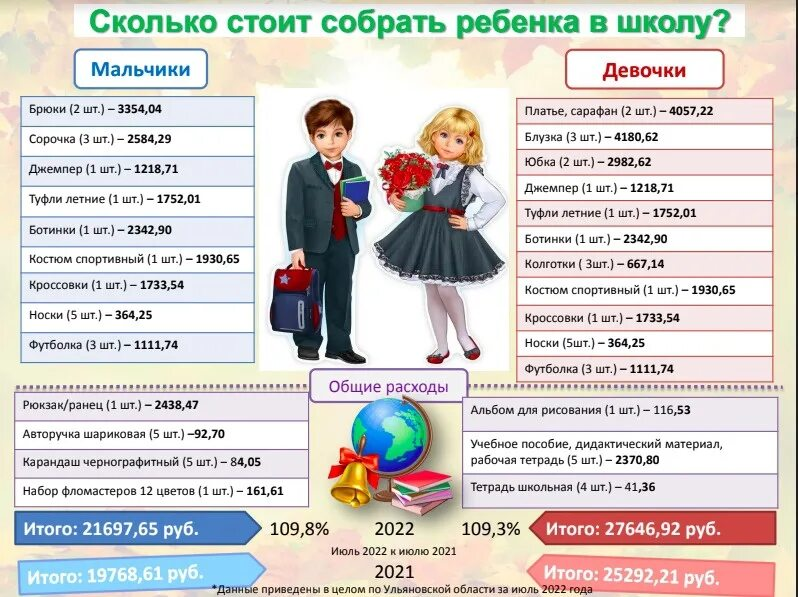 Сколько стоит собрать ребенка в школу?
Мальчики
Брюки (2 шт.) – 3354,04
Сорочка (3 шт.) – 2584,29
Джемпер (1 шт.) – 1218,71
Туфли летние (1 шт.) – 1752,01
Ботинки (1 шт.) – 2342,90
Костюм спортивный (1 шт.) – 1930,65
Кроссовки (1 шт.) – 1733,54
Носки (5 шт.) – 364,25
Футболка (3 шт.) – 1111,74
Девочки
Платье, сарафан (2 шт.) – 4057,22
Блузка (3 шт.) – 4180,62
Юбка (2 шт.) – 2982,62
Джемпер (1 шт.) – 1218,71
Туфли летние (1 шт.) – 1752,01
Ботинки (1 шт.) – 2342,90
Колготки ( 3шт.) – 667,14
Костюм спортивный (1 шт.) – 1930,65
Кроссовки (1 шт.) – 1733,54
Носки (5шт.) – 364,25
Футболка (3 шт.) – 1111,74
Общие расходы
Рюкзак/ранец (1 шт.) – 2438,47
Авторучка шариковая (5 шт.) –92,70
Карандаш чернографитный (5 шт.) – 84,05
Набор фломастеров 12 цветов (1 шт.) – 161,61
Альбом для рисования (1 шт.) – 116,53
Учебное пособие, дидактический материал,
рабочая тетрадь (5 шт.) – 2370,80
Тетрадь школьная (4 шт.) – 41,36
Итого: 21697,65 руб.
109,8%
2022
109,3%
Итого: 27646,92 руб.
Июль 2022 к июлю 2021
Итого: 19768,61 руб.
2021
Итого: 25292,21 руб.
*Данные приведены в целом по Ульяновской области за июль 2022 года